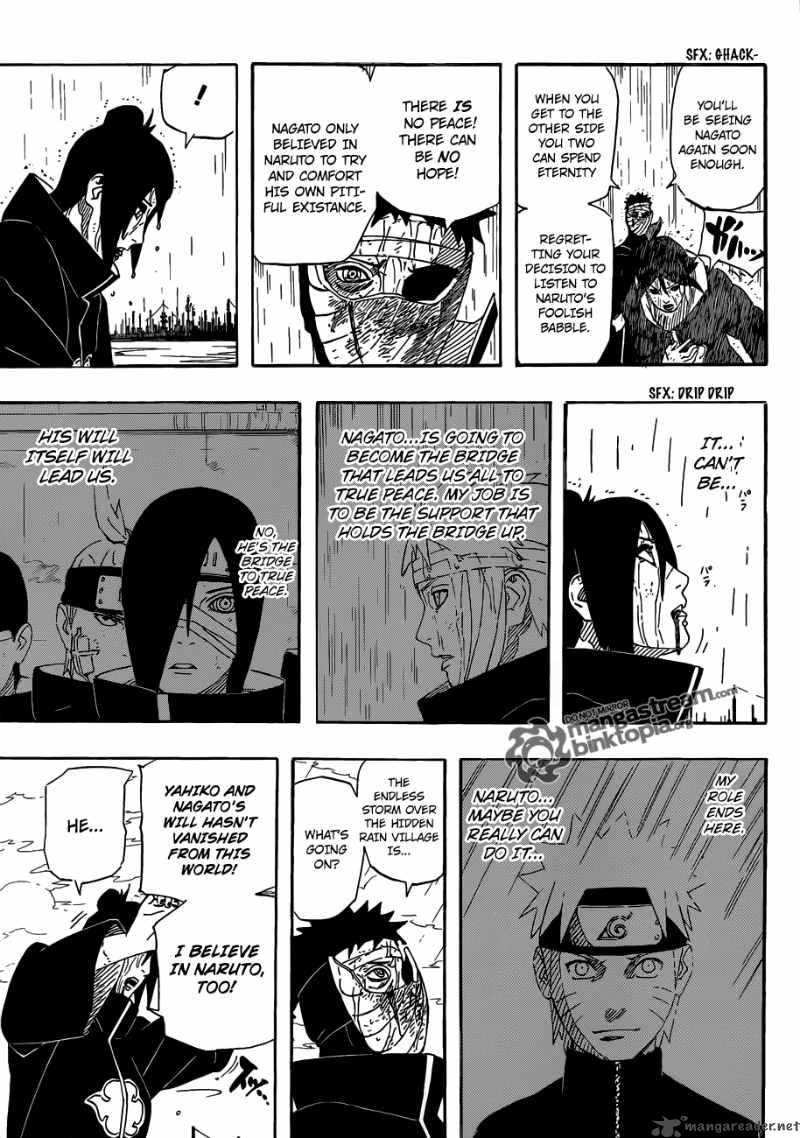 SFX: GHACK-
YOU'LL
BE SEEING
NAGATO
AGAIN SOON
ENOUGH.
WHEN YOU
GET TO THE
OTHER SIDE
YOU TWO
CAN SPEND
ETERNITY
REGRET-
TING YOUR
DECISION TO
LISTEN TO
NARUTO'S
FOOLISH
BABBLE.
THERE IS
NO PEACE!
THERE CAN
BE NO
HOPE!
NAGATO ONLY
BELIEVED IN
NARUTO TO TRY
AND COMFORT
HIS OWN PITI-
FUL EXISTANCE.
!
SFX: DRIP DRIP
IT...
CAN'T
BE...
NAGATO...IS GOING TO
BECOME THE BRIDGE
THAT LEADS US ALL TO
TRUE PEACE. MY JOB IS
TO BE THE SUPPORT THAT
HOLDS THE BRIDGE UP.
NO,
HE'S THE
BRIDGE
TO TRUE
PEACE.
HIS WILL
ITSELF WILL
LEAD US.
DO NOT MIRROR
mangastream.com
binktopia.org
MY
ROLE
ENDS
HERE.
NARUTO...
MAYBE YOU
REALLY CAN
DO IT...
THE
ENDLESS
STORM OVER
THE HIDDEN
RAIN VILLAGE
IS...
WHAT'S
GOING
ON?
YAHIKO AND
NAGATO'S
WILL HASN'T
VANISHED
FROM THIS
WORLD!
I BELIEVE
IN NARUTO,
TOO!
HE...
mangareader.net